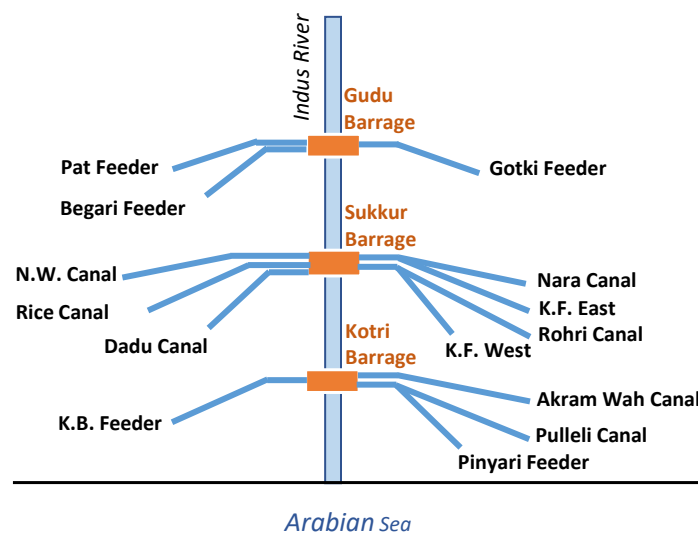 Indus River
Gudu
Barrage
Pat Feeder
Gotki Feeder
Begari Feeder
Sukkur
Barrage
N.W. Canal
Nara Canal
Rice Canal
K.F. East
Rohri Canal
Dadu Canal
K.F. West
Kotri
Barrage
Akram Wah Canal
K.B. Feeder
Pulleli Canal
Pinyari Feeder
Arabian Sea